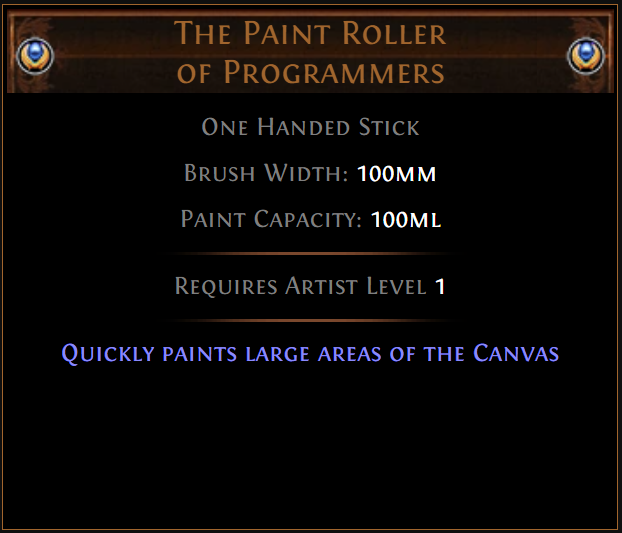 The Paint Roller
of Programmers
One Handed Stick
Brush Width: 100mm
Paint Capacity: 100ml
Requires Artist Level 1
Quickly paints large areas of the Canvas